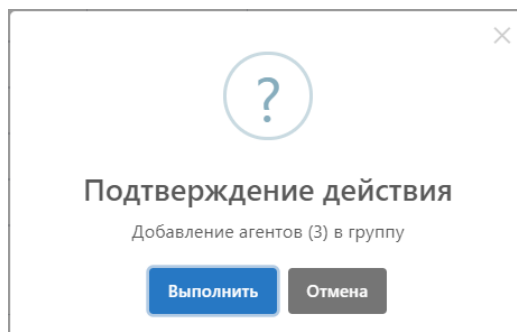 ?
Подтверждение действия
Добавление агентов (3) в группу
Выполнить Отмена